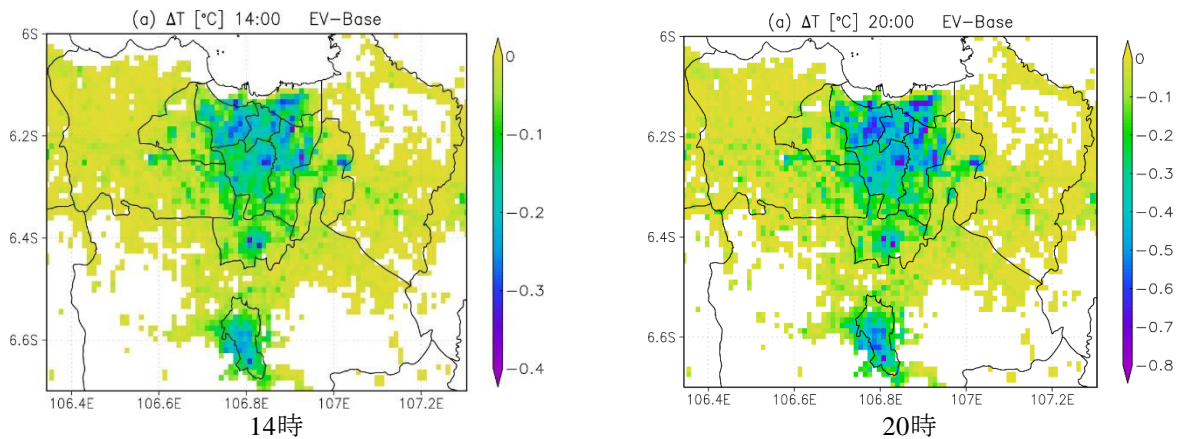 (a) ΔT [°C] 14:00 EV-Base
6S
6.2S
6.4S
6.6S
106.4E 106.6E 106.8E 107E 107.2E
0
−0.1
−0.2
−0.3
−0.4
14時
(a) ΔT [°C] 20:00 EV-Base
6S
6.2S
6.4S
6.6S
106.4E 106.6E 106.8E 107E 107.2E
0
−0.1
−0.2
−0.3
−0.4
−0.5
−0.6
−0.7
−0.8
20時